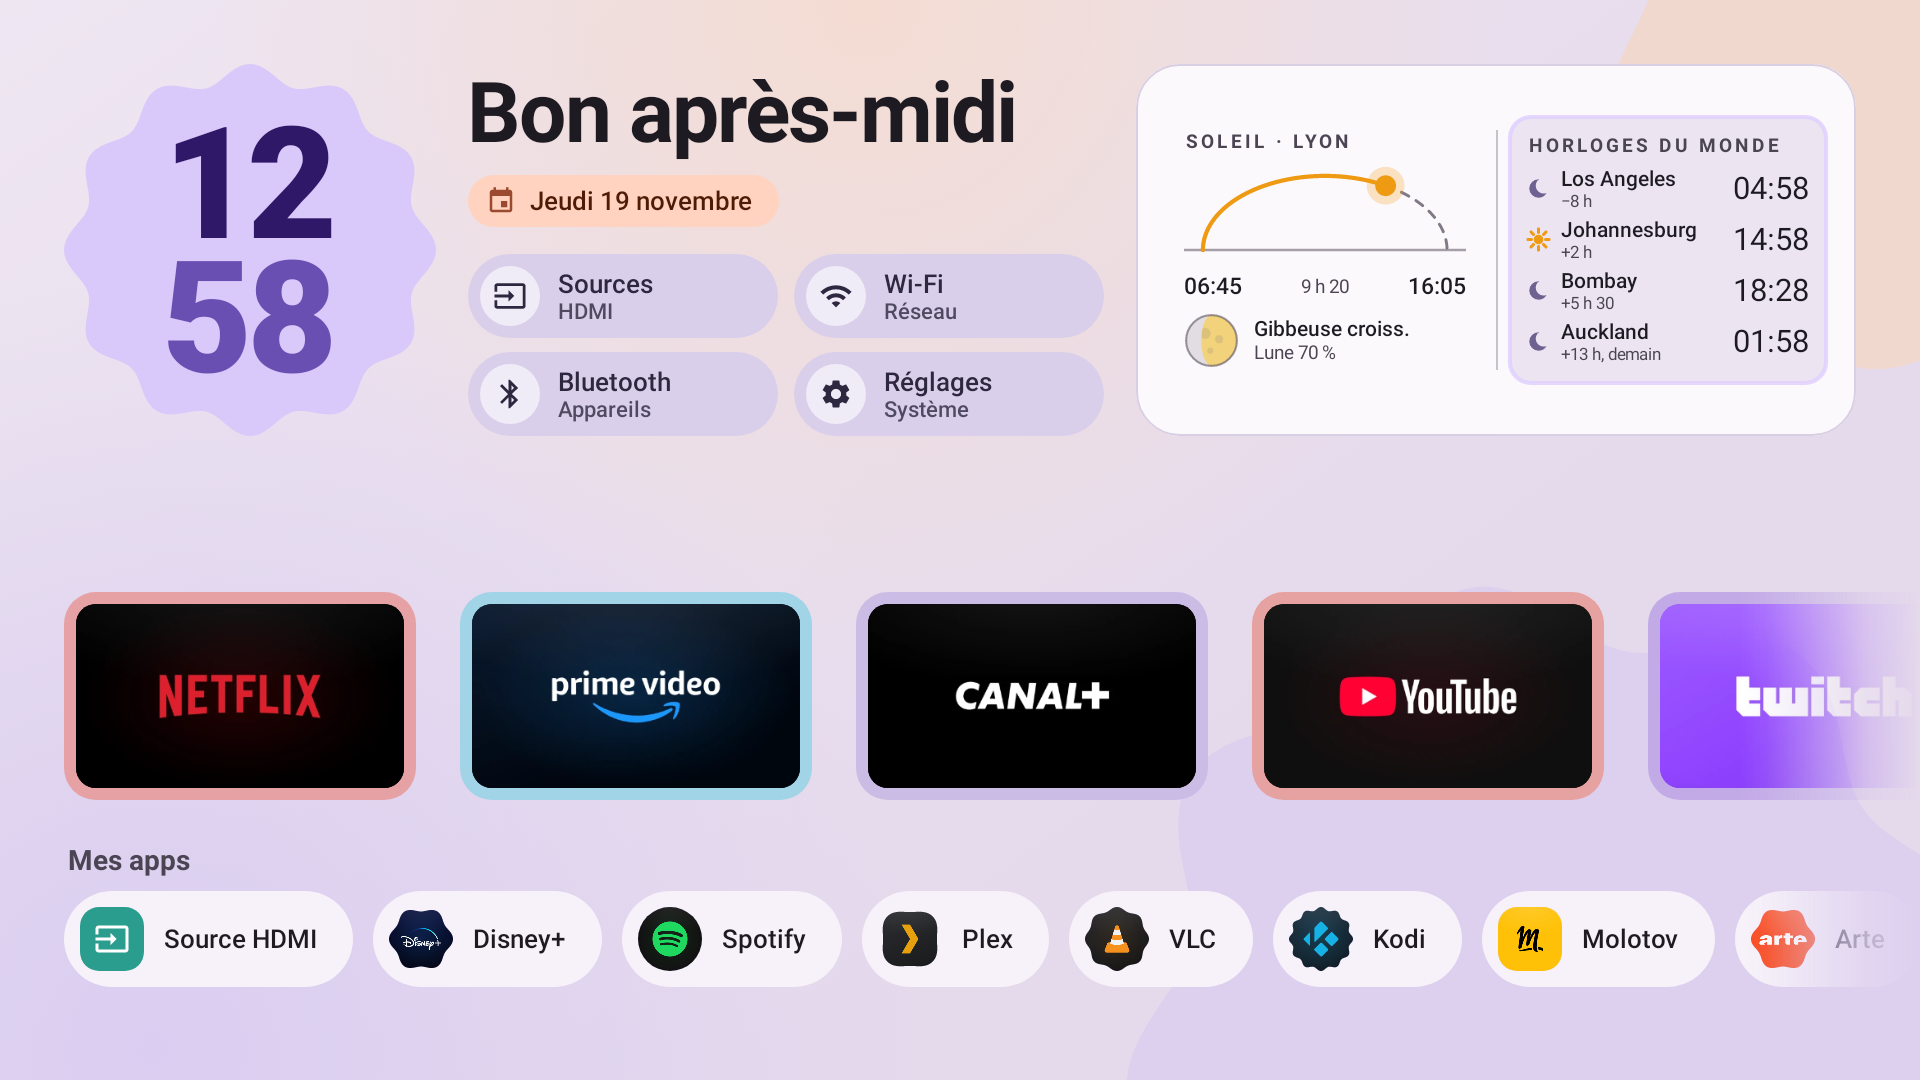 12
58
Bon après-midi
Jeudi 19 novembre
Sources
HDMI
Wi-Fi
Réseau
Bluetooth
Appareils
Réglages
Système
SOLEIL · LYON
06:45
9 h 20
16:05
Gibbeuse croiss.
Lune 70 %
HORLOGES DU MONDE
Los Angeles
−8 h
04:58
Johannesburg
+2 h
14:58
Bombay
+5 h 30
18:28
Auckland
+13 h, demain
01:58
NETFLIX
prime video
CANAL+
YouTube
twitch
Mes apps
Source HDMI
Disney+
Disney+
Spotify
Plex
VLC
Kodi
M.
Molotov
arte
Arte